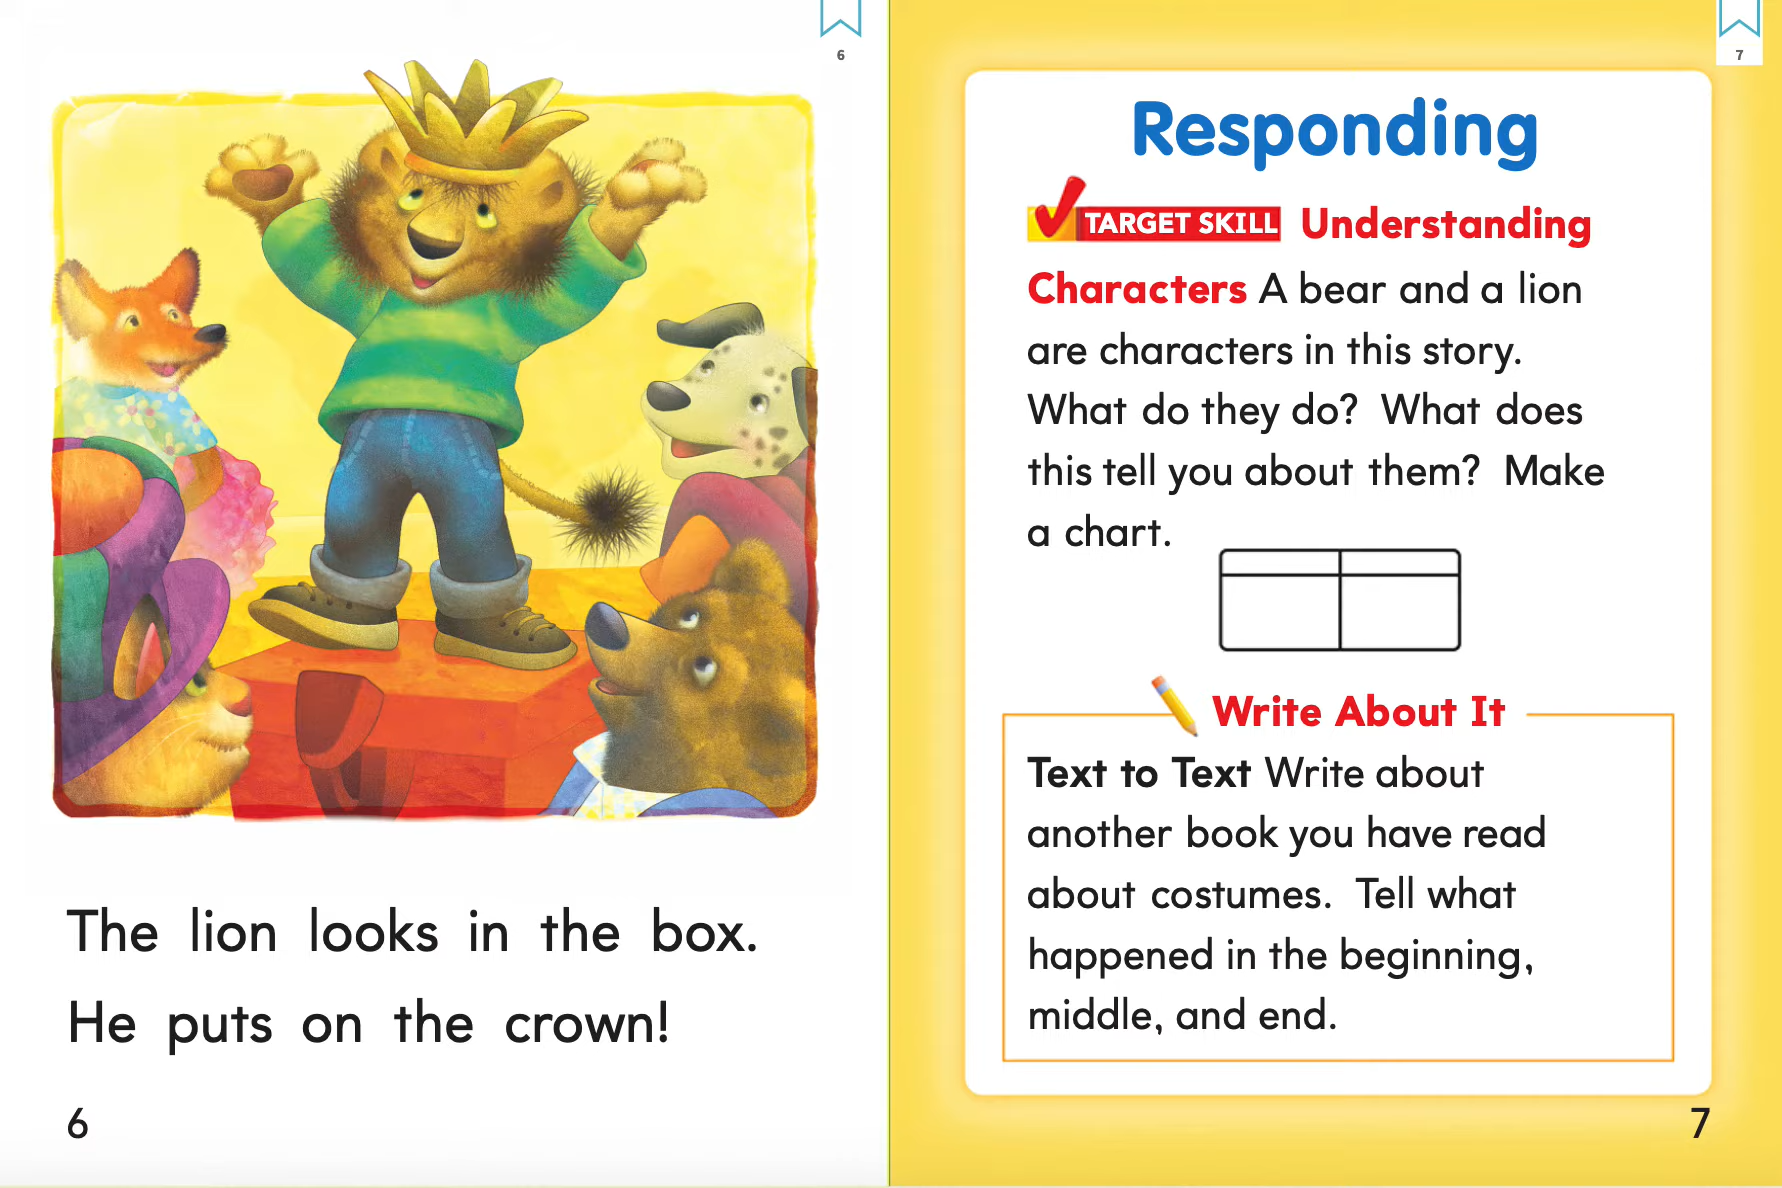 6
The lion looks in the box.
He puts on the crown!
6
7
Responding
TARGET SKILL Understanding
Characters A bear and a lion
are characters in this story.
What do they do? What does
this tell you about them? Make
a chart.
Write About It
Text to Text Write about
another book you have read
about costumes. Tell what
happened in the beginning,
middle, and end.
7